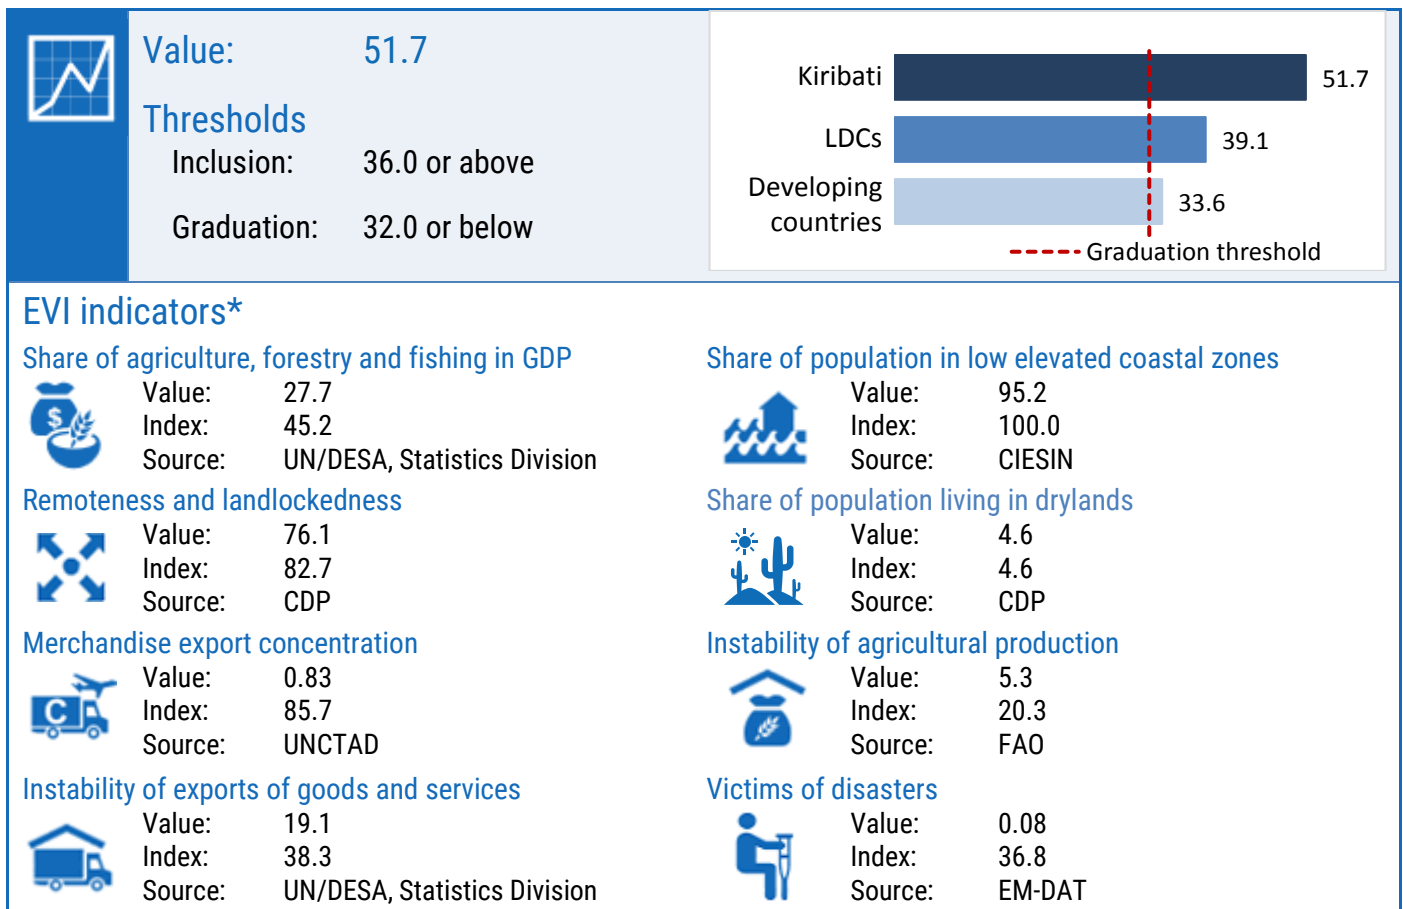 Value: 51.7
Thresholds
Inclusion: 36.0 or above
Graduation: 32.0 or below
Kiribati 51.7
LDCs 39.1
Developing
countries 33.6
Graduation threshold
EVI indicators*
Share of agriculture, forestry and fishing in GDP
$
Value: 27.7
Index: 45.2
Source: UN/DESA, Statistics Division
Share of population in low elevated coastal zones
Value: 95.2
Index: 100.0
Source: CIESIN
Remoteness and landlockedness
Value: 76.1
Index: 82.7
Source: CDP
Share of population living in drylands
Value: 4.6
Index: 4.6
Source: CDP
Merchandise export concentration
C
Value: 0.83
Index: 85.7
Source: UNCTAD
Instability of agricultural production
Value: 5.3
Index: 20.3
Source: FAO
Instability of exports of goods and services
Value: 19.1
Index: 38.3
Source: UN/DESA, Statistics Division
Victims of disasters
Value: 0.08
Index: 36.8
Source: EM-DAT